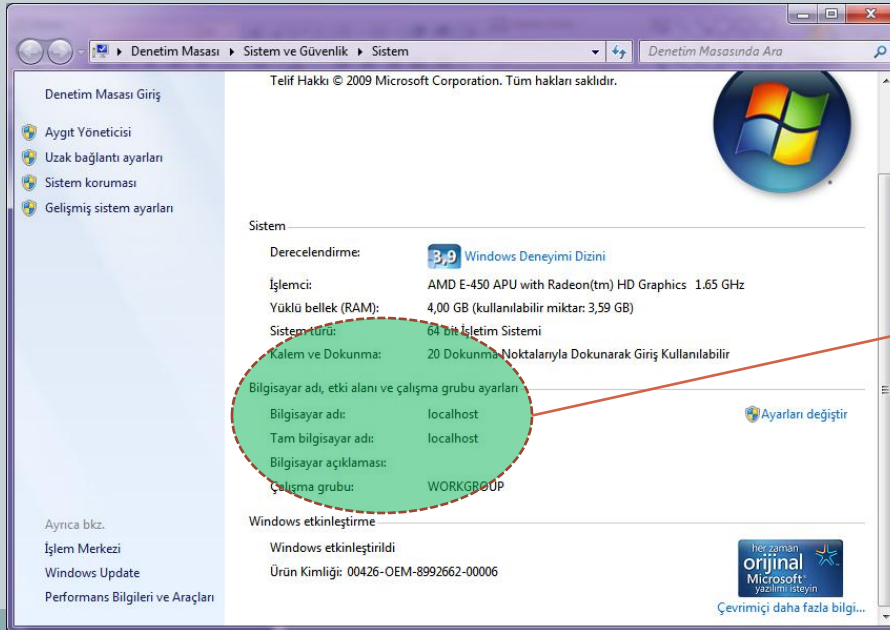 Denetim Masası ▸ Sistem ve Güvenlik ▸ Sistem
Denetim Masasında Ara
Denetim Masası Giriş
Aygıt Yöneticisi
Uzak bağlantı ayarları
Sistem koruması
Gelişmiş sistem ayarları
Ayrıca bkz.
İşlem Merkezi
Windows Update
Performans Bilgileri ve Araçları
Telif Hakkı © 2009 Microsoft Corporation. Tüm hakları saklıdır.
Sistem
Derecelendirme: 3,9 Windows Deneyimi Dizini
İşlemci: AMD E-450 APU with Radeon(tm) HD Graphics 1.65 GHz
Yüklü bellek (RAM): 4,00 GB (kullanılabilir miktar: 3,59 GB)
Sistem türü: 64 bit İşletim Sistemi
Kalem ve Dokunma: 20 Dokunma Noktalarıyla Dokunarak Giriş Kullanılabilir
Bilgisayar adı, etki alanı ve çalışma grubu ayarları
Bilgisayar adı: localhost
Ayarları değiştir
Tam bilgisayar adı: localhost
Bilgisayar açıklaması:
Çalışma grubu: WORKGROUP
Windows etkinleştirme
Windows etkinleştirildi
Ürün Kimliği: 00426-OEM-8992662-00006
her zaman
orijinal
Microsoft®
yazılımı isteyin
Çevrimiçi daha fazla bilgi...